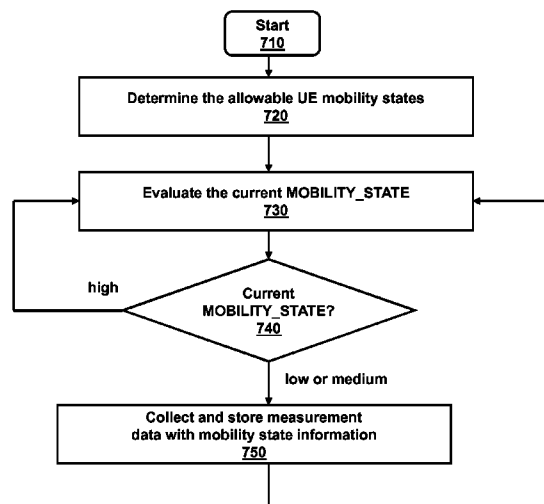 Start
710
Determine the allowable UE mobility states
720
Evaluate the current MOBILITY_STATE
730
high
Current
MOBILITY_STATE?
740
low or medium
Collect and store measurement
data with mobility state information
750